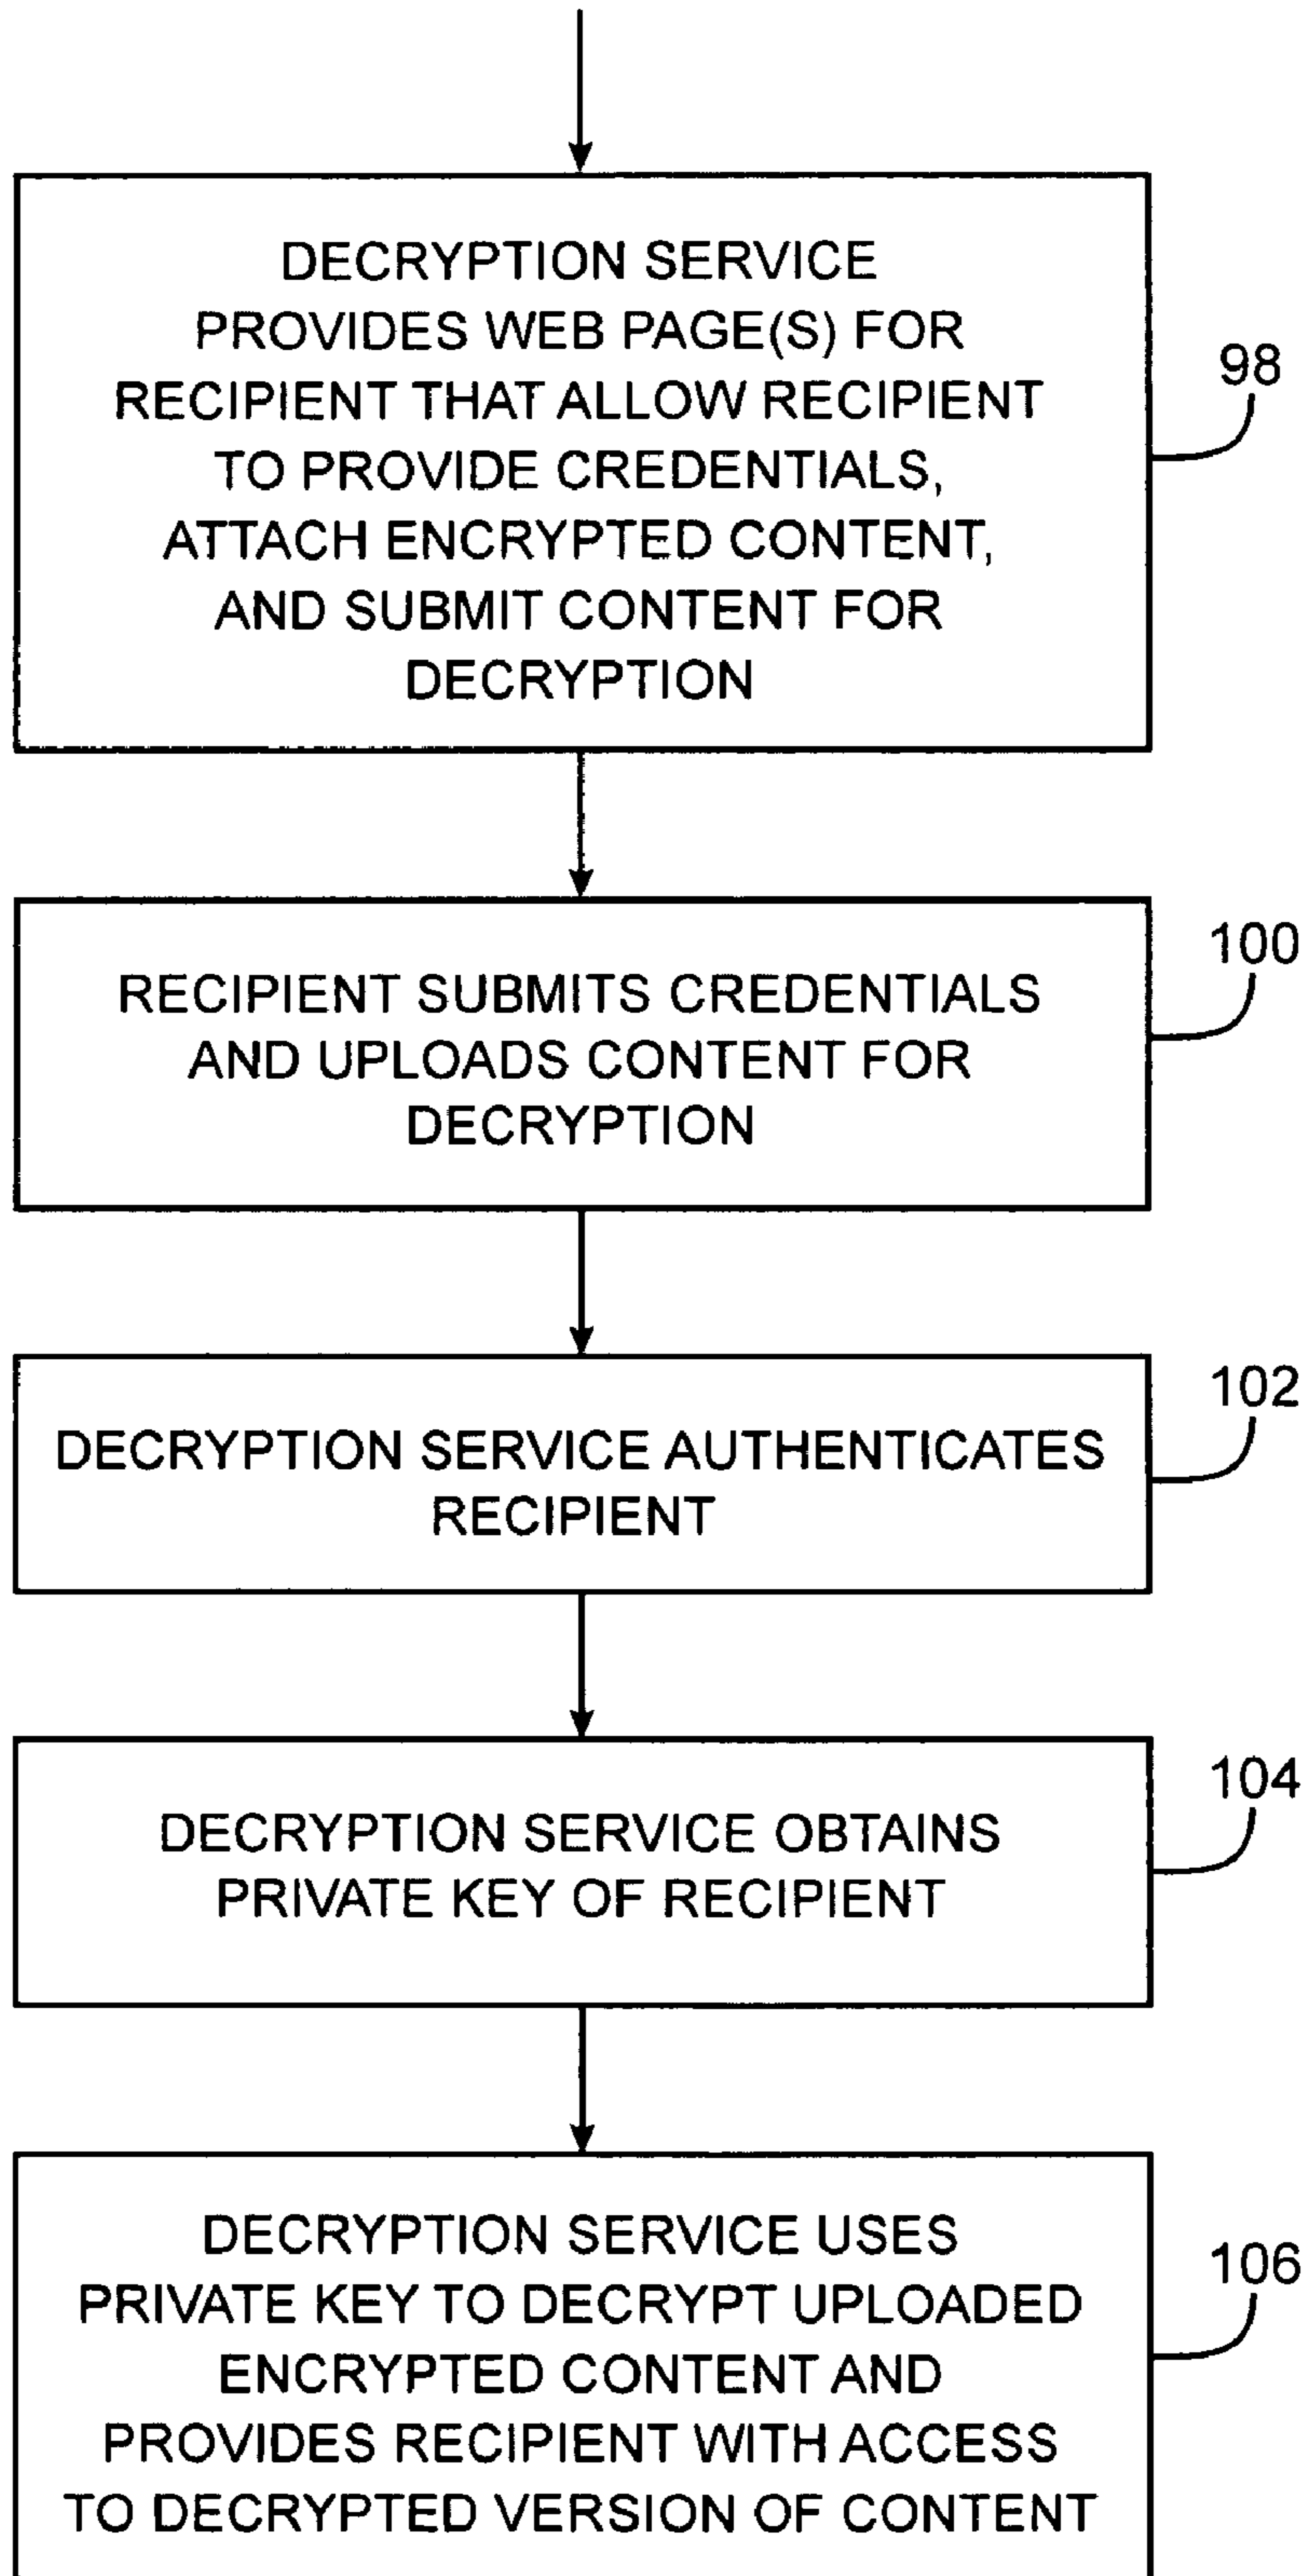 DECRYPTION SERVICE
PROVIDES WEB PAGE(S) FOR
RECIPIENT THAT ALLOW RECIPIENT
TO PROVIDE CREDENTIALS,
ATTACH ENCRYPTED CONTENT,
AND SUBMIT CONTENT FOR
DECRYPTION
98
RECIPIENT SUBMITS CREDENTIALS
AND UPLOADS CONTENT FOR
DECRYPTION
100
DECRYPTION SERVICE AUTHENTICATES
RECIPIENT
102
DECRYPTION SERVICE OBTAINS
PRIVATE KEY OF RECIPIENT
104
DECRYPTION SERVICE USES
PRIVATE KEY TO DECRYPT UPLOADED
ENCRYPTED CONTENT AND
PROVIDES RECIPIENT WITH ACCESS
TO DECRYPTED VERSION OF CONTENT
106